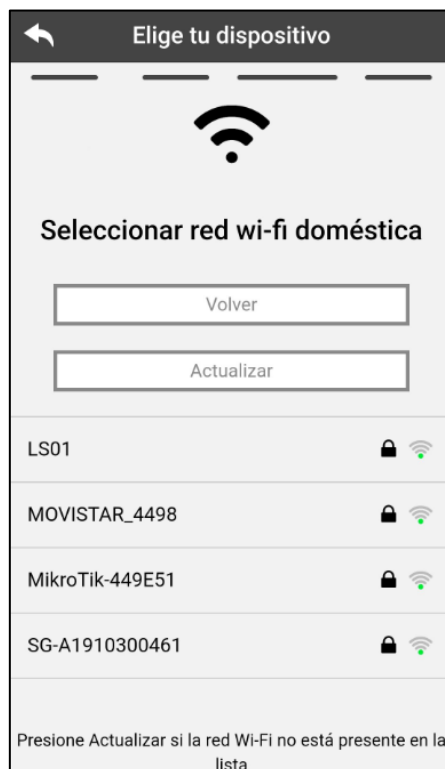 Elige tu dispositivo
Seleccionar red wi-fi doméstica
Volver
Actualizar
LS01
MOVISTAR_4498
MikroTik-449E51
SG-A1910300461
Presione Actualizar si la red Wi-Fi no está presente en la
lista